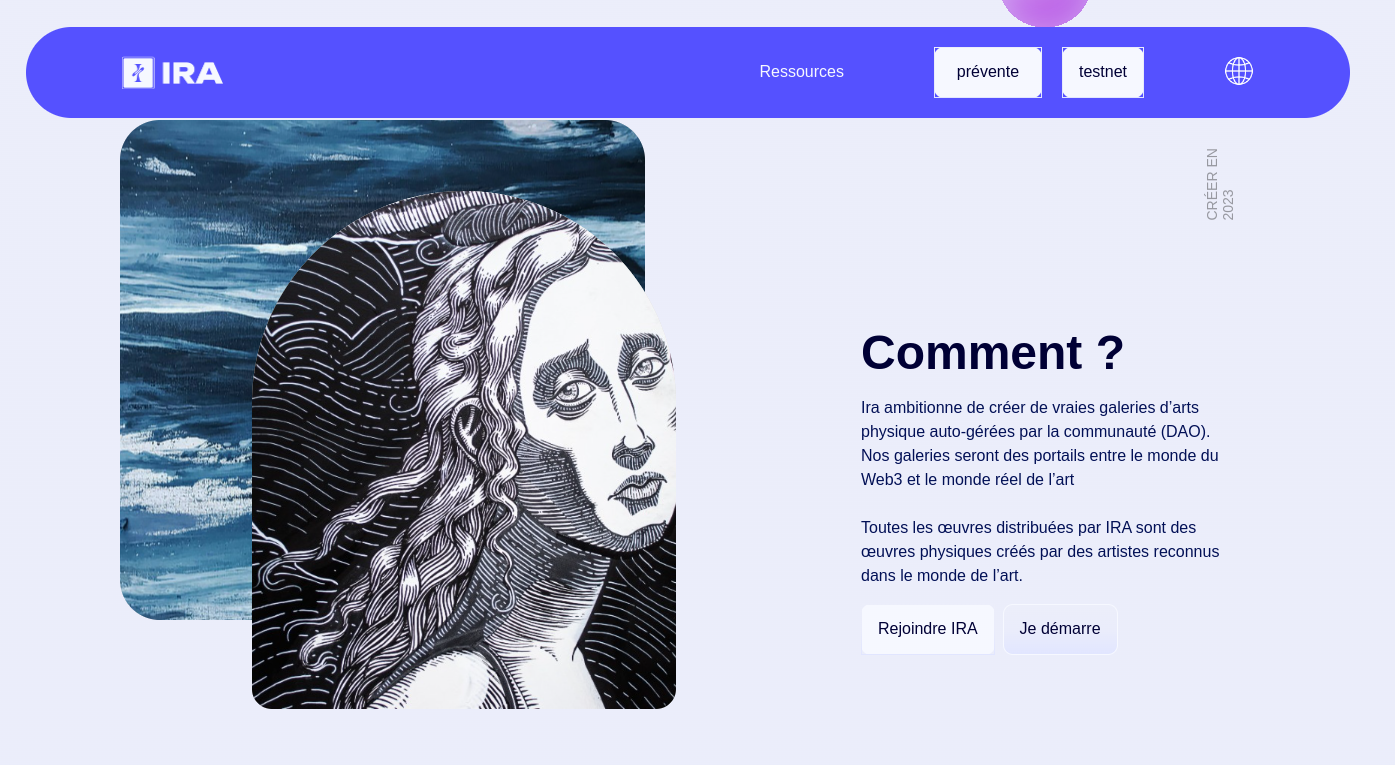 IRA
Ressources
prévente
testnet
CRÉER EN
2023
Comment ?
Ira ambitionne de créer de vraies galeries d’arts
physique auto-gérées par la communauté (DAO).
Nos galeries seront des portails entre le monde du
Web3 et le monde réel de l’art
Toutes les œuvres distribuées par IRA sont des
œuvres physiques créés par des artistes reconnus
dans le monde de l’art.
Rejoindre IRA
Je démarre